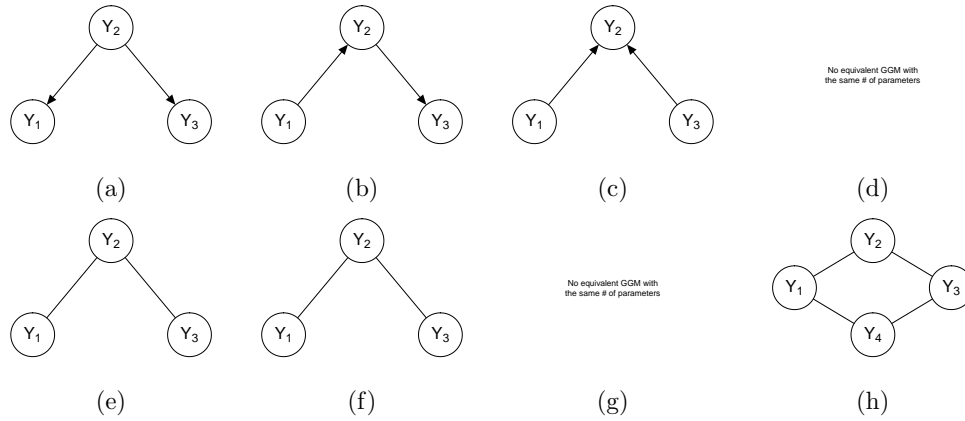 Y2
Y1
Y3
(a)
Y2
Y1
Y3
(b)
Y2
Y1
Y3
(c)
No equivalent GGM with
the same # of parameters
(d)
Y2
Y1
Y3
(e)
Y2
Y1
Y3
(f)
No equivalent GGM with
the same # of parameters
(g)
Y2
Y1
Y3
Y4
(h)